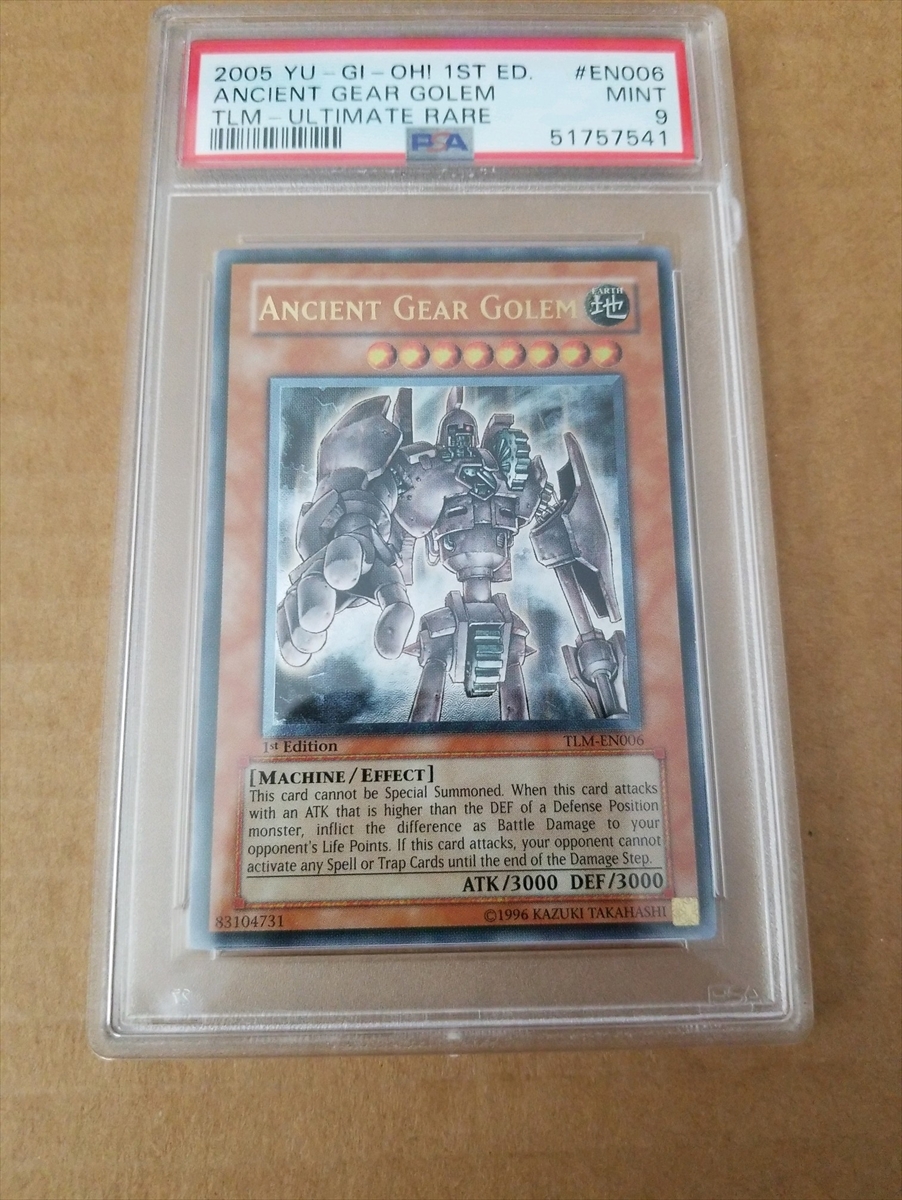 2005 YU-GI-OH! 1ST ED. #EN006
ANCIENT GEAR GOLEM MINT
TLM-ULTIMATE RARE 9
PSA 51757541
ANCIENT GEAR GOLEM
EARTH
地
1st Edition TLM-EN006
[MACHINE/EFFECT]
This card cannot be Special Summoned. When this card attacks
with an ATK that is higher than the DEF of a Defense Position
monster, inflict the difference as Battle Damage to your
opponent's Life Points. If this card attacks, your opponent cannot
activate any Spell or Trap Cards until the end of the Damage Step.
ATK/3000 DEF/3000
83104731 ©1996 KAZUKI TAKAHASHI